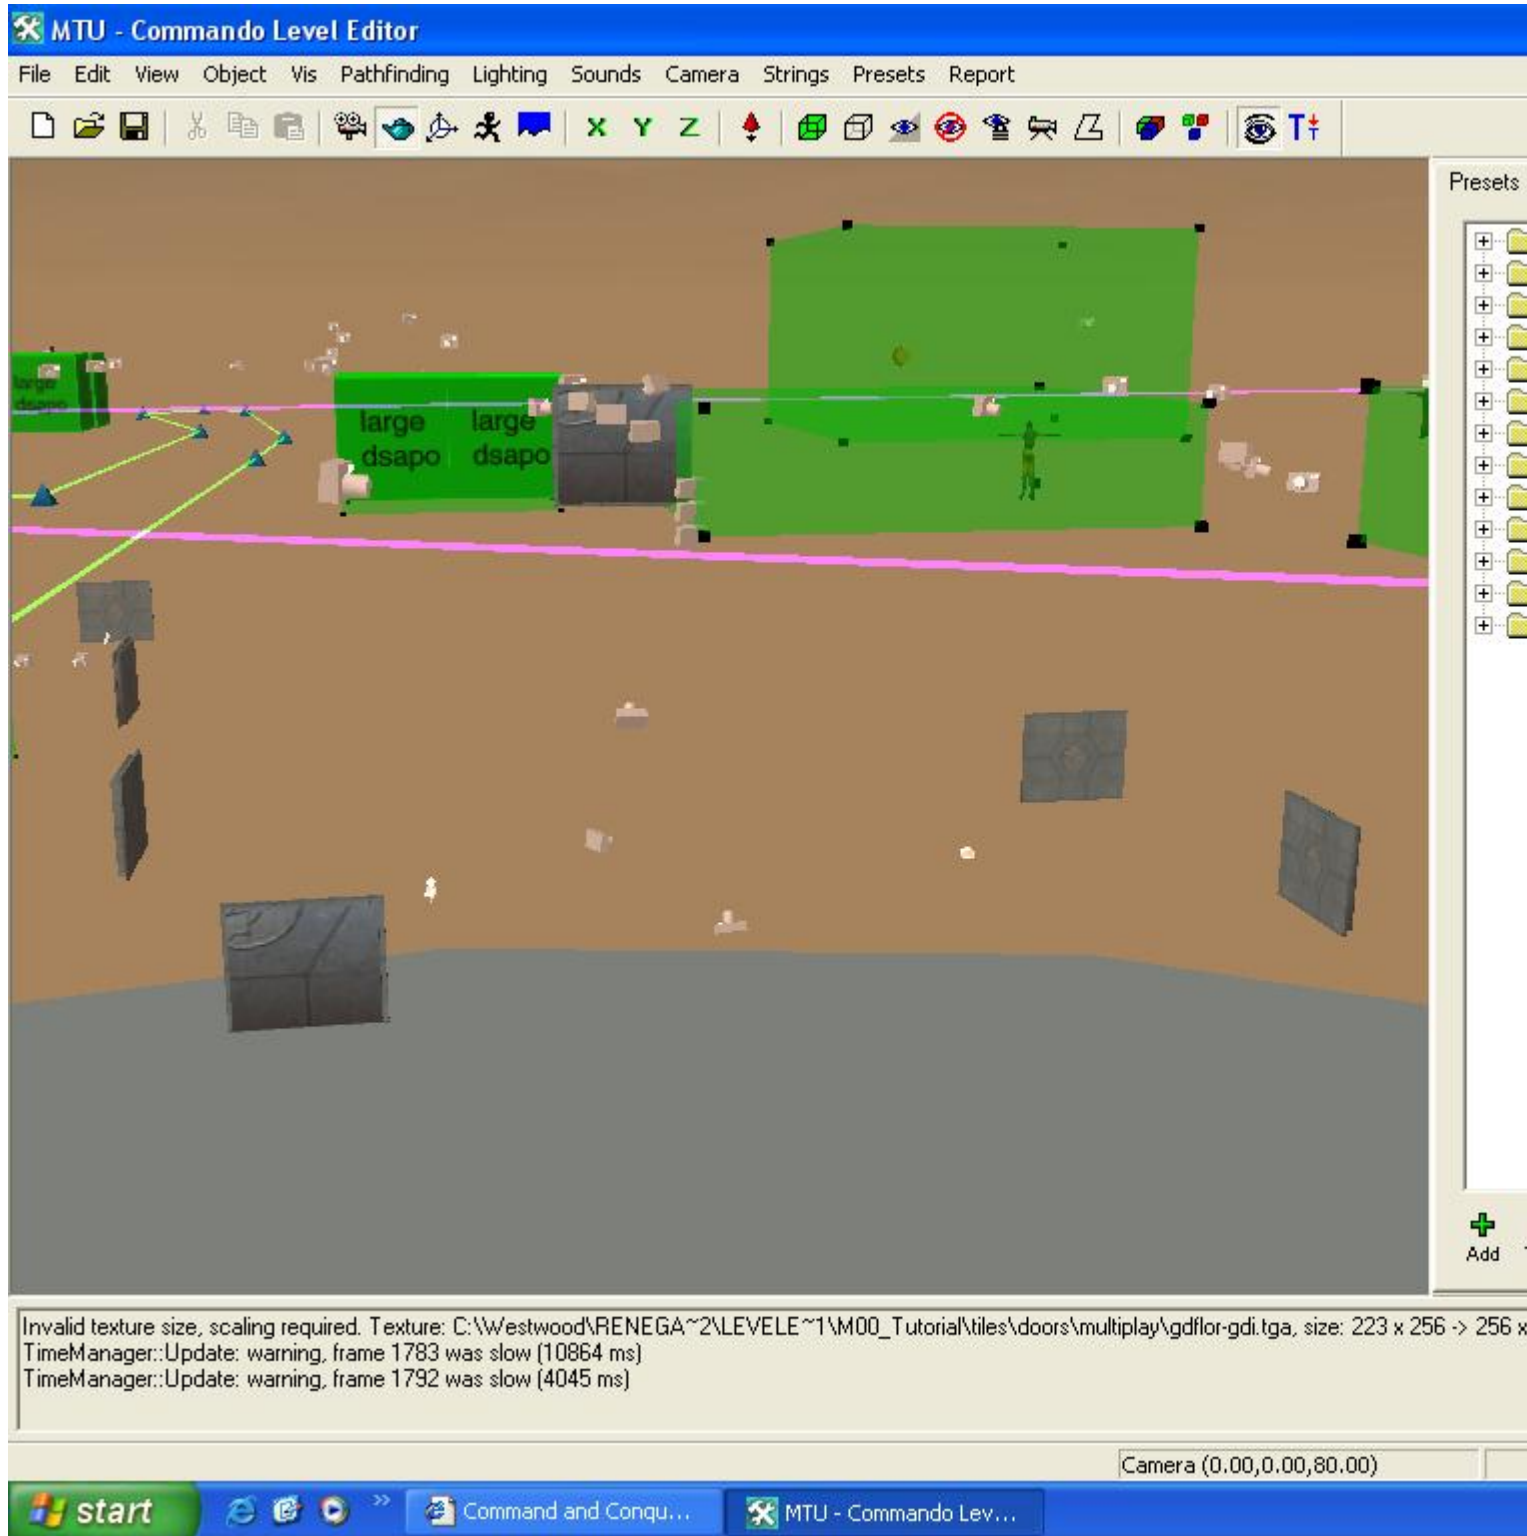 MTU - Commando Level Editor
File Edit View Object Vis Pathfinding Lighting Sounds Camera Strings Presets Report
X Y Z
Presets
large
dsapo
large large
dsapo dsapo
Add
Invalid texture size, scaling required. Texture: C:\Westwood\RENEGA~2\LEVELE~1\M00_Tutorial\tiles\doors\multiplay\gdflor-gdi.tga, size: 223 x 256 -> 256 x
TimeManager::Update: warning, frame 1783 was slow (10864 ms)
TimeManager::Update: warning, frame 1792 was slow (4045 ms)
Camera (0.00,0.00,80.00)
start Command and Conqu... MTU - Commando Lev...